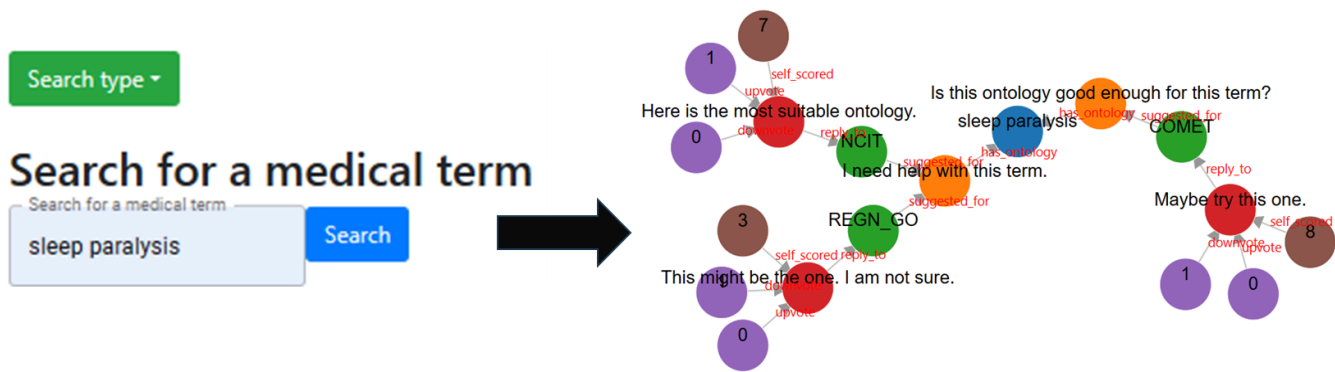 Search type
Search for a medical term
Search for a medical term
sleep paralysis
Search
7
1
self_scored
upvote
Here is the most suitable ontology.
0
downvote
reply_to
NCIT
suggested_for
I need help with this term.
suggested_for
REGN_GO
3
self_scored
reply_to
This might be the one. I am not sure.
1
downvote
upvote
0
Is this ontology good enough for this term?
has_ontology
suggested_for
sleep paralysis
has_ontology
COMET
reply_to
Maybe try this one.
self_scored
8
downvote
upvote
1
0